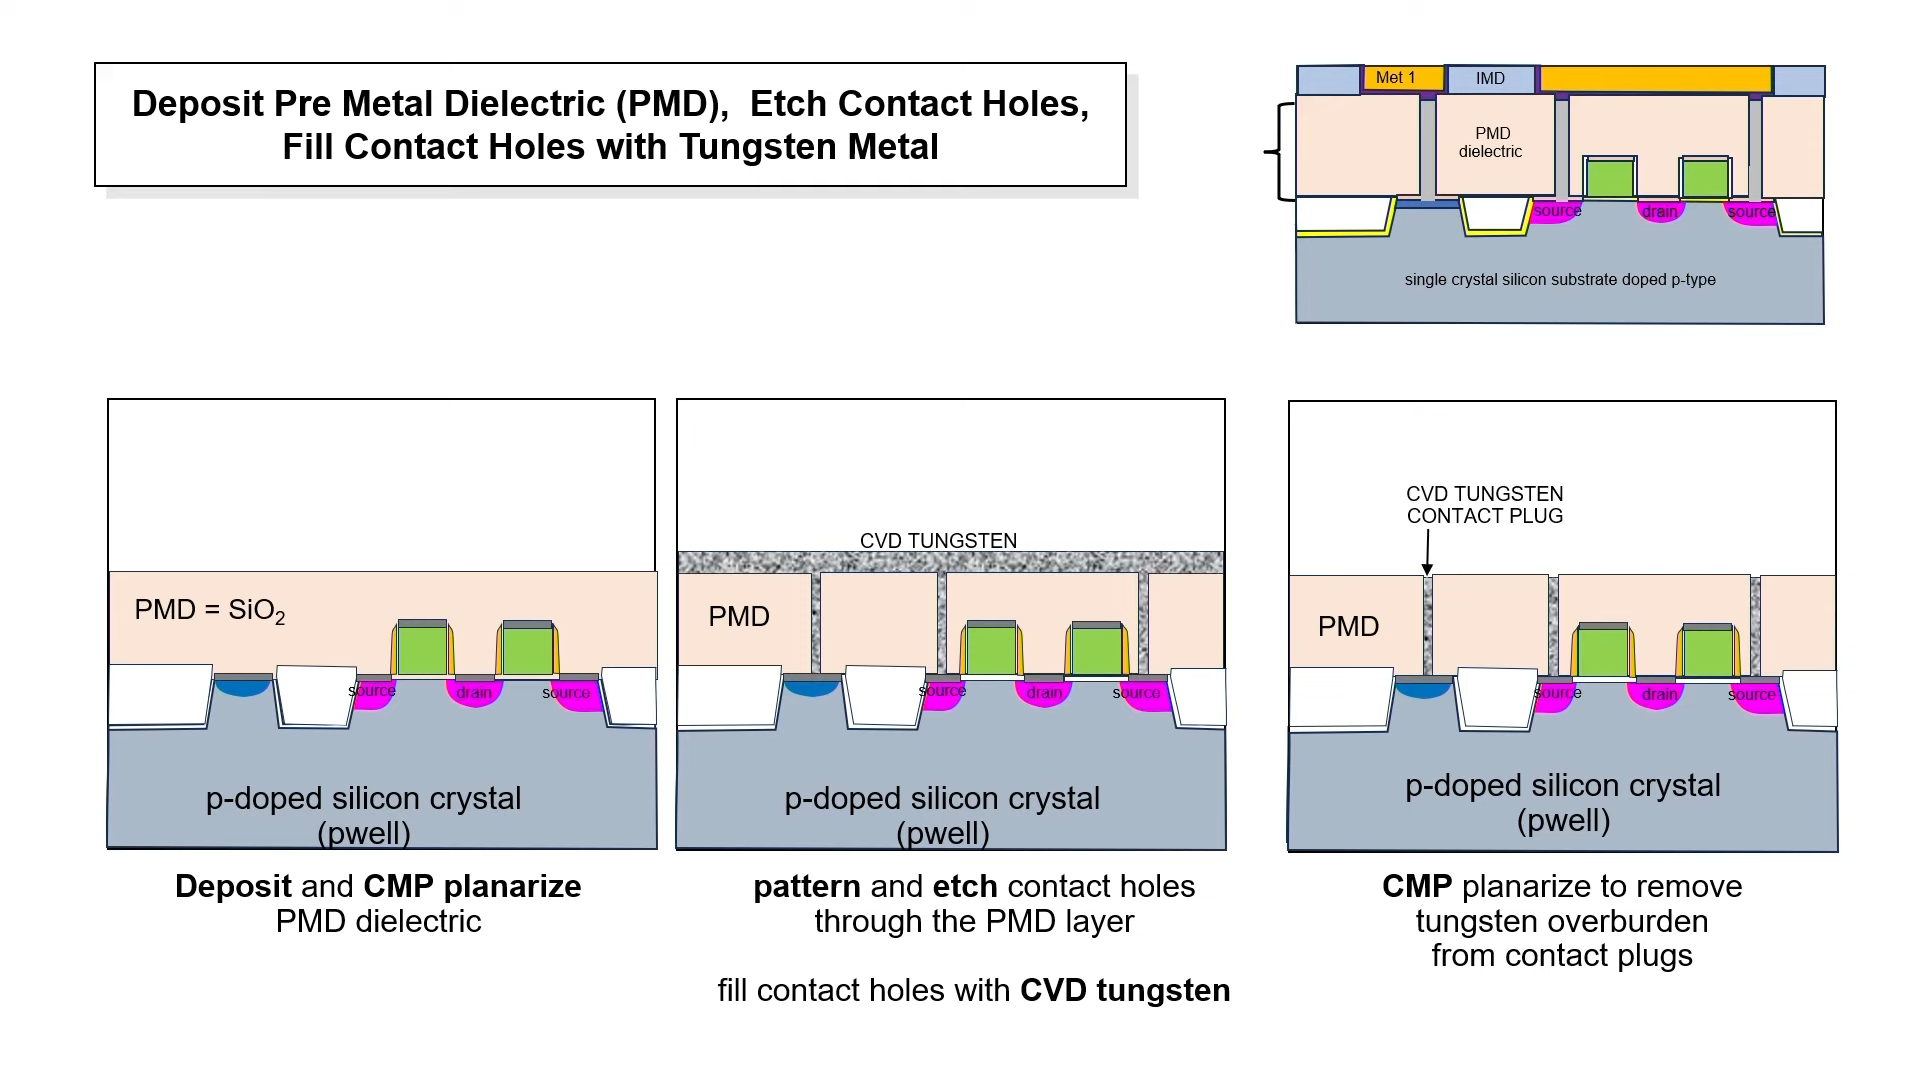 Deposit Pre Metal Dielectric (PMD),  Etch Contact Holes,
Fill Contact Holes with Tungsten Metal
Met 1
IMD
PMD
dielectric
source
drain
source
single crystal silicon substrate doped p-type
PMD = SiO₂
source
drain
source
p-doped silicon crystal
(pwell)
Deposit and CMP planarize
PMD dielectric
CVD TUNGSTEN
PMD
source
drain
source
p-doped silicon crystal
(pwell)
pattern and etch contact holes
through the PMD layer
fill contact holes with CVD tungsten
CVD TUNGSTEN
CONTACT PLUG
PMD
source
drain
source
p-doped silicon crystal
(pwell)
CMP planarize to remove
tungsten overburden
from contact plugs